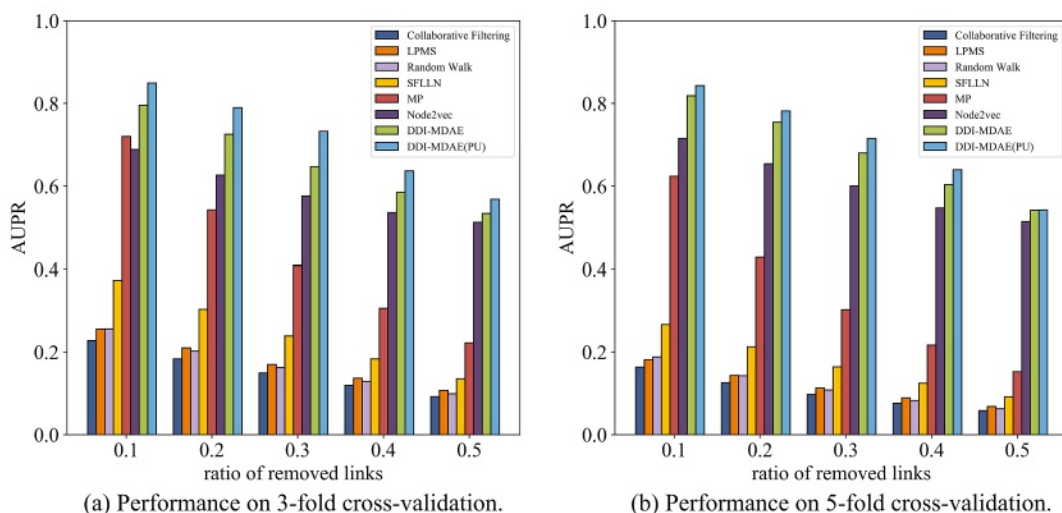 1.0
0.8
0.6
0.4
0.2
0.0
AUPR
Collaborative Filtering
LPMS
Random Walk
SFLLN
MP
Node2vec
DDI-MDAE
DDI-MDAE(PU)
0.1 0.2 0.3 0.4 0.5
ratio of removed links
(a) Performance on 3-fold cross-validation.
1.0
0.8
0.6
0.4
0.2
0.0
AUPR
Collaborative Filtering
LPMS
Random Walk
SFLLN
MP
Node2vec
DDI-MDAE
DDI-MDAE(PU)
0.1 0.2 0.3 0.4 0.5
ratio of removed links
(b) Performance on 5-fold cross-validation.